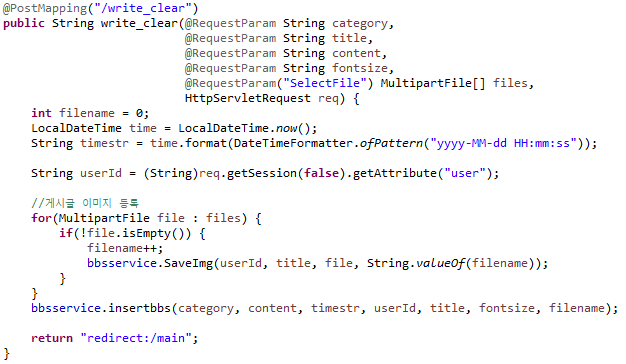 @PostMapping("/write_clear")
public String write_clear(@RequestParam String category,
@RequestParam String title,
@RequestParam String content,
@RequestParam String fontsize,
@RequestParam("SelectFile") MultipartFile[] files,
HttpServletRequest req) {
int filename = 0;
LocalDateTime time = LocalDateTime.now();
String timestr = time.format(DateTimeFormatter.ofPattern("yyyy-MM-dd HH:mm:ss"));
String userId = (String)req.getSession(false).getAttribute("user");
//게시글 이미지 등록
for(MultipartFile file : files) {
if(!file.isEmpty()) {
filename++;
bbsservice.SaveImg(userId, title, file, String.valueOf(filename));
}
}
bbsservice.insertbbs(category, content, timestr, userId, title, fontsize, filename);
return "redirect:/main";
}